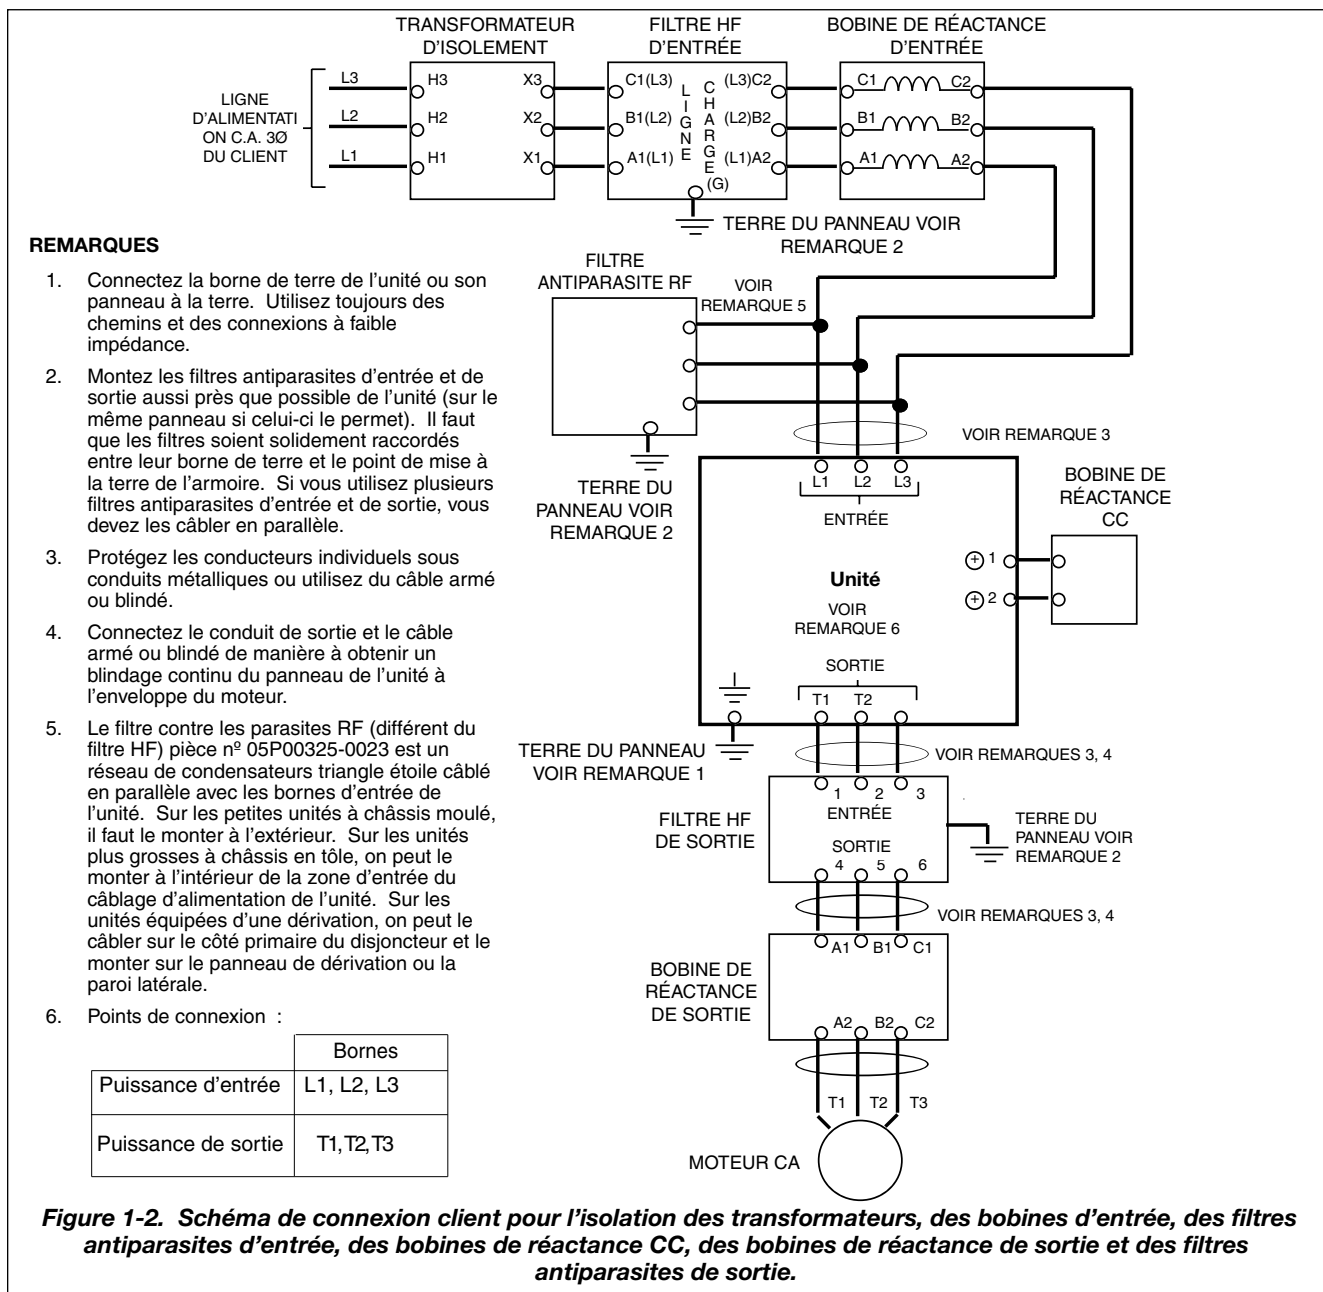 TRANSFORMATEUR
D'ISOLEMENT
FILTRE HF
D'ENTRÉE
BOBINE DE RÉACTANCE
D'ENTRÉE
LIGNE
D'ALIMENTATI
ON C.A. 3Ø
DU CLIENT
L3
L2
L1
H3
H2
H1
X3
X2
X1
C1(L3)
B1(L2)
A1(L1)
LIGNE
CHARGE
(L3)C2
(L2)B2
(L1)A2
(G)
C1
C2
B1
B2
A1
A2
TERRE DU PANNEAU VOIR
REMARQUE 2
REMARQUES
1. Connectez la borne de terre de l'unité ou son
panneau à la terre. Utilisez toujours des
chemins et des connexions à faible
impédance.
2. Montez les filtres antiparasites d'entrée et de
sortie aussi près que possible de l'unité (sur le
même panneau si celui-ci le permet). Il faut
que les filtres soient solidement raccordés
entre leur borne de terre et le point de mise à
la terre de l'armoire. Si vous utilisez plusieurs
filtres antiparasites d'entrée et de sortie, vous
devez les câbler en parallèle.
3. Protégez les conducteurs individuels sous
conduits métalliques ou utilisez du câble armé
ou blindé.
4. Connectez le conduit de sortie et le câble
armé ou blindé de manière à obtenir un
blindage continu du panneau de l'unité à
l'enveloppe du moteur.
5. Le filtre contre les parasites RF (différent du
filtre HF) pièce nº 05P00325-0023 est un
réseau de condensateurs triangle étoile câblé
en parallèle avec les bornes d'entrée de
l'unité. Sur les petites unités à châssis moulé,
il faut le monter à l'extérieur. Sur les unités
plus grosses à châssis en tôle, on peut le
monter à l'intérieur de la zone d'entrée du
câblage d'alimentation de l'unité. Sur les
unités équipées d'une dérivation, on peut le
câbler sur le côté primaire du disjoncteur et le
monter sur le panneau de dérivation ou la
paroi latérale.
6. Points de connexion :
Bornes
Puissance d'entrée L1, L2, L3
Puissance de sortie T1,T2,T3
FILTRE
ANTIPARASITE RF
VOIR
REMARQUE 5
TERRE DU
PANNEAU VOIR
REMARQUE 2
VOIR REMARQUE 3
L1 L2 L3
ENTRÉE
BOBINE DE
RÉACTANCE
CC
+ 1
+ 2
Unité
VOIR
REMARQUE 6
SORTIE
T1 T2
TERRE DU PANNEAU
VOIR REMARQUE 1
VOIR REMARQUES 3, 4
1 2 3
ENTRÉE
FILTRE HF
DE SORTIE
SORTIE
4 5 6
TERRE DU
PANNEAU VOIR
REMARQUE 2
VOIR REMARQUES 3, 4
A1 B1 C1
BOBINE DE
RÉACTANCE
DE SORTIE
A2 B2 C2
T1 T2 T3
MOTEUR CA
Figure 1-2. Schéma de connexion client pour l'isolation des transformateurs, des bobines d'entrée, des filtres
antiparasites d'entrée, des bobines de réactance CC, des bobines de réactance de sortie et des filtres
antiparasites de sortie.